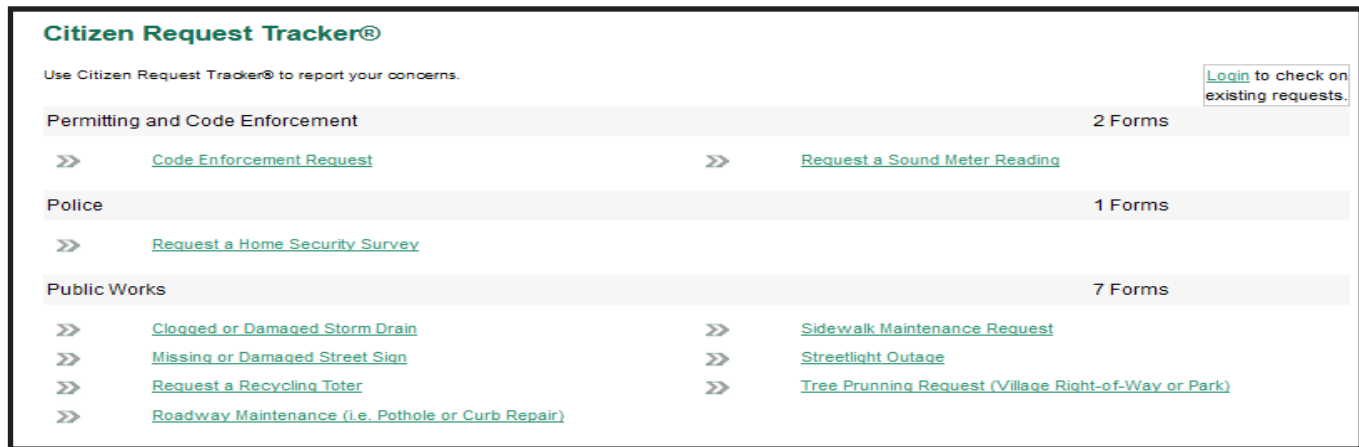 Citizen Request Tracker®
Use Citizen Request Tracker® to report your concerns.
Login to check on
existing requests.
Permitting and Code Enforcement 2 Forms
Code Enforcement Request Request a Sound Meter Reading
Police 1 Forms
Request a Home Security Survey
Public Works 7 Forms
Clogged or Damaged Storm Drain Sidewalk Maintenance Request
Missing or Damaged Street Sign Streetlight Outage
Request a Recycling Toter Tree Prunning Request (Village Right-of-Way or Park)
Roadway Maintenance (i.e. Pothole or Curb Repair)